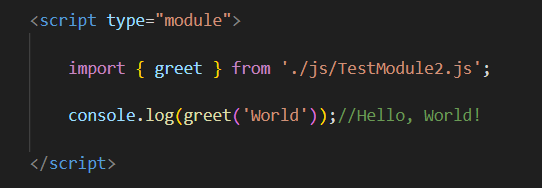 <script type="module">
import { greet } from './js/TestModule2.js';
console.log(greet('World'));//Hello, World!
</script>